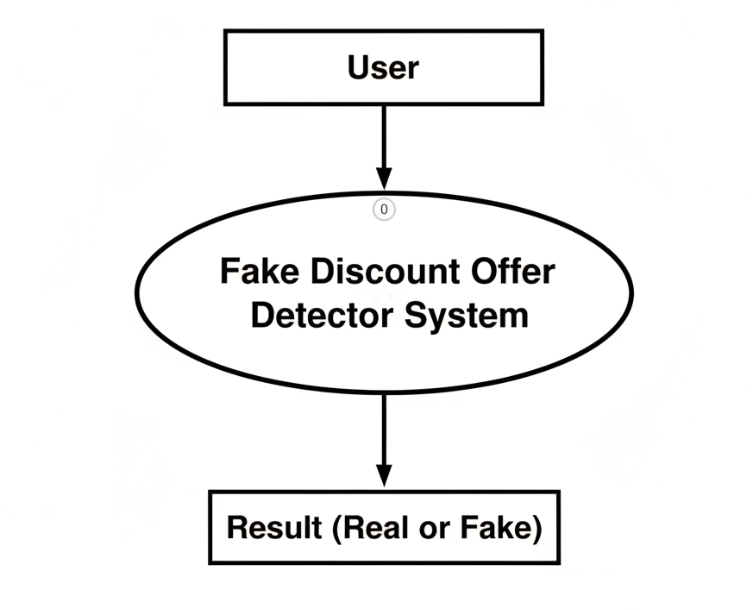 User
0
Fake Discount Offer
Detector System
Result (Real or Fake)